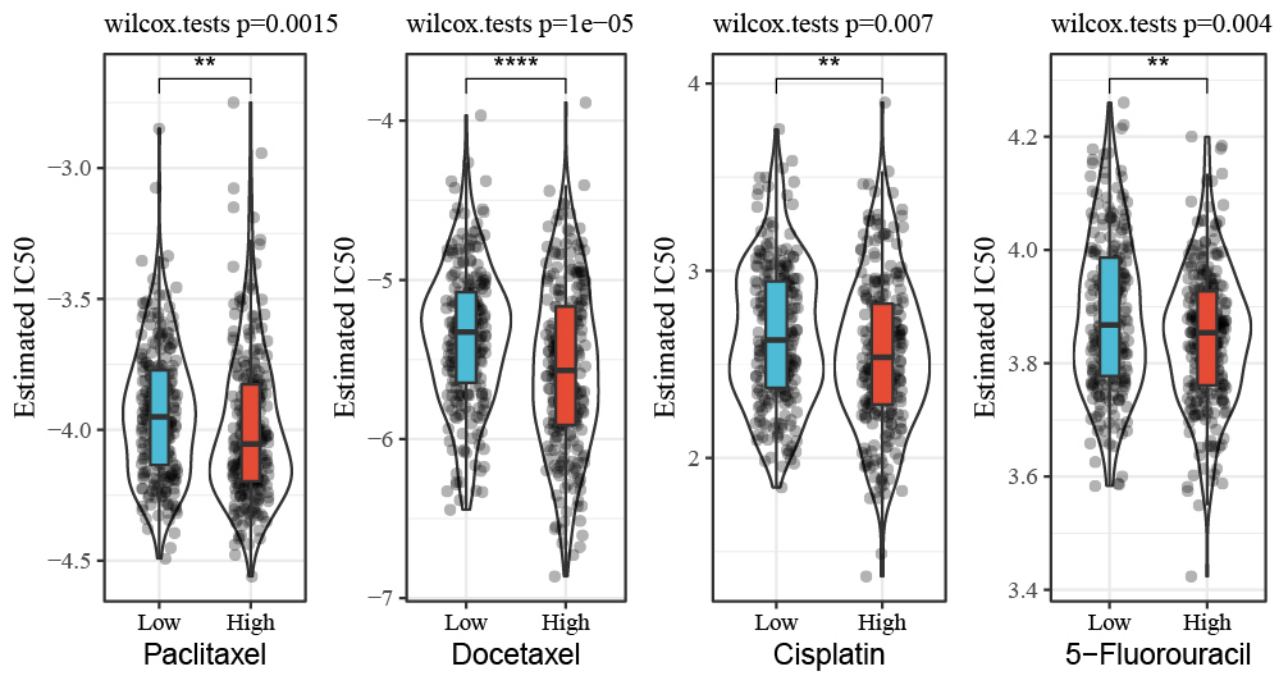 wilcox.tests p=0.0015
**
Estimated IC50
−3.0
−3.5
−4.0
−4.5
Low High
Paclitaxel
wilcox.tests p=1e−05
****
Estimated IC50
−4
−5
−6
−7
Low High
Docetaxel
wilcox.tests p=0.007
**
Estimated IC50
4
3
2
Low High
Cisplatin
wilcox.tests p=0.004
**
Estimated IC50
4.2
4.0
3.8
3.6
3.4
Low High
5−Fluorouracil